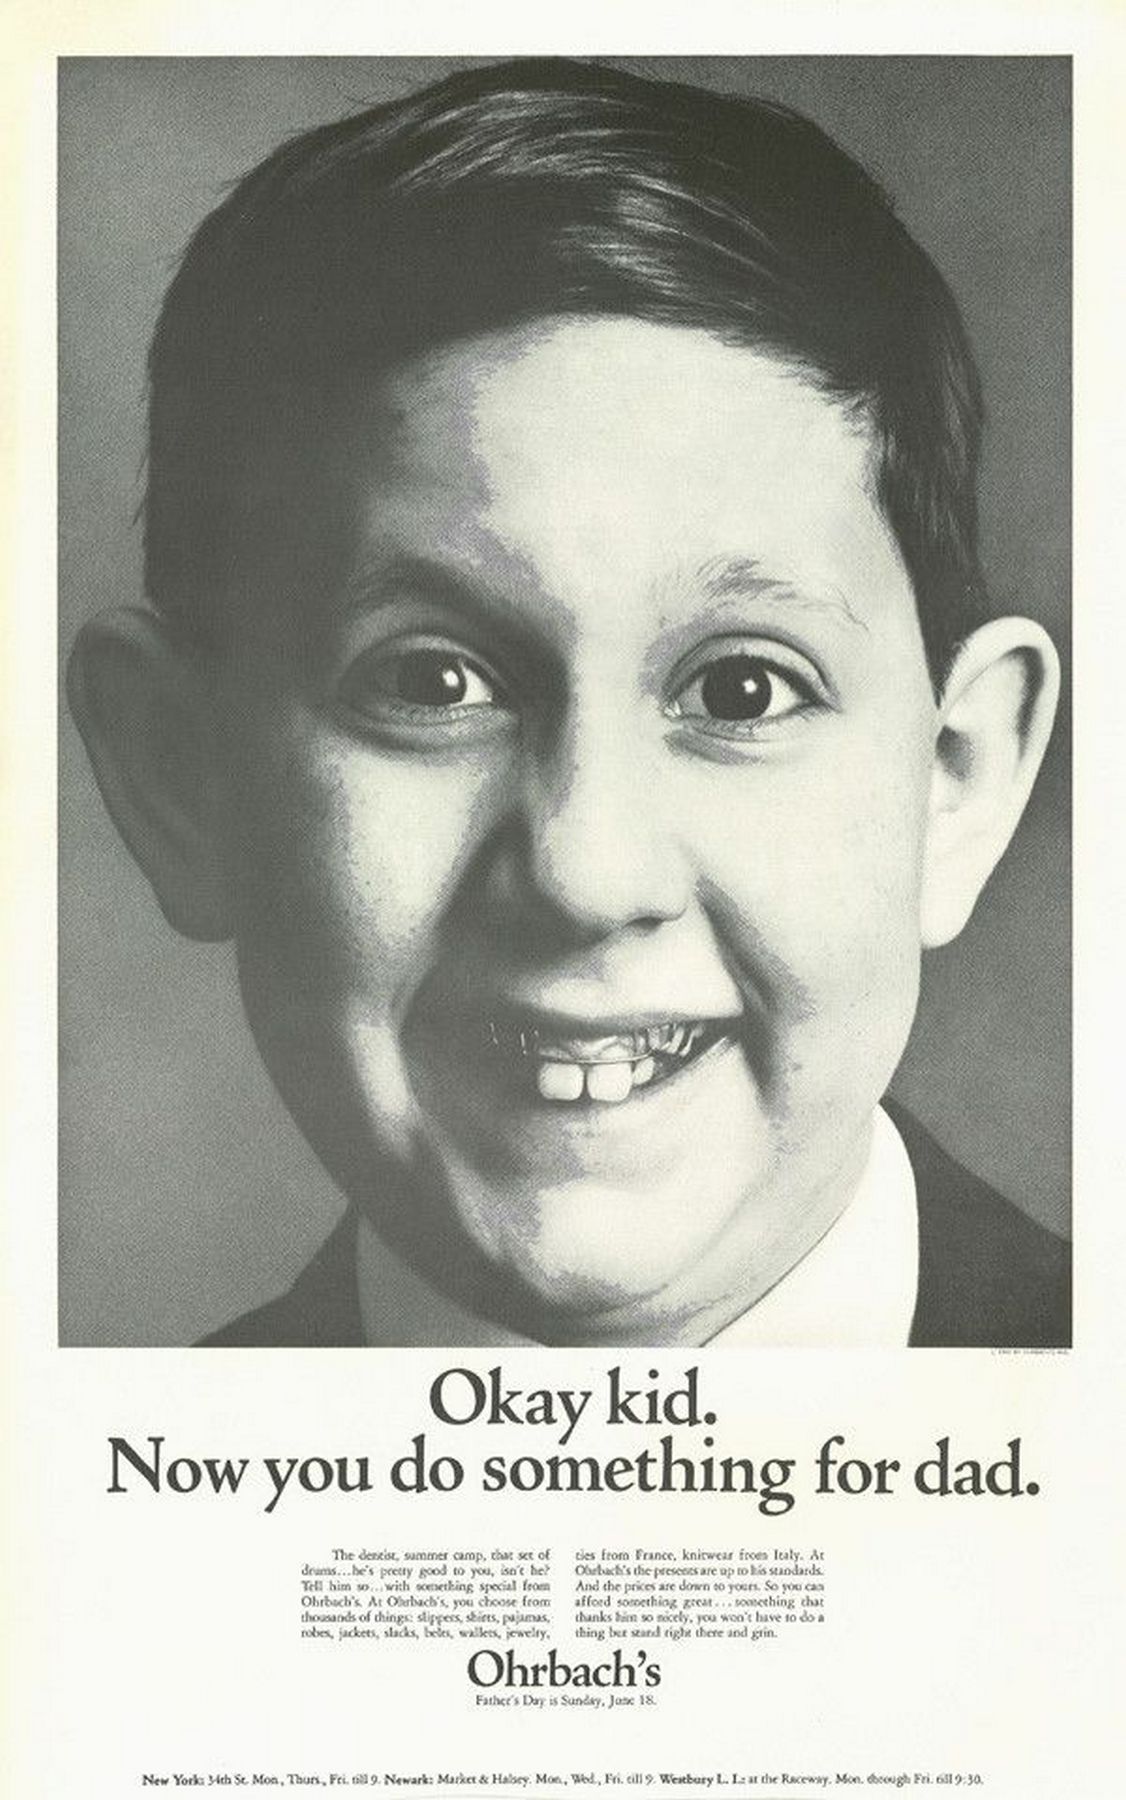 Okay kid.
Now you do something for dad.
The dentist, summer camp, that set of
drums...he's pretty good to you, isn't he?
Tell him so...with something special from
Ohrbach's. At Ohrbach's, you choose from
thousands of things: slippers, shirts, pajamas,
robes, jackets, slacks, belts, wallets, jewelry,
ties from France, knitwear from Italy. At
Ohrbach's the presents are up to his standards.
And the prices are down to yours. So you can
afford something great...something that
thanks him so nicely, you won't have to do a
thing but stand right there and grin.
Ohrbach's
Father's Day is Sunday, June 18.
New York: 34th St. Mon., Thurs., Fri. till 9. Newark: Market & Halsey. Mon., Wed., Fri. till 9. Westbury L. I.: at the Raceway. Mon. through Fri. till 9:30.